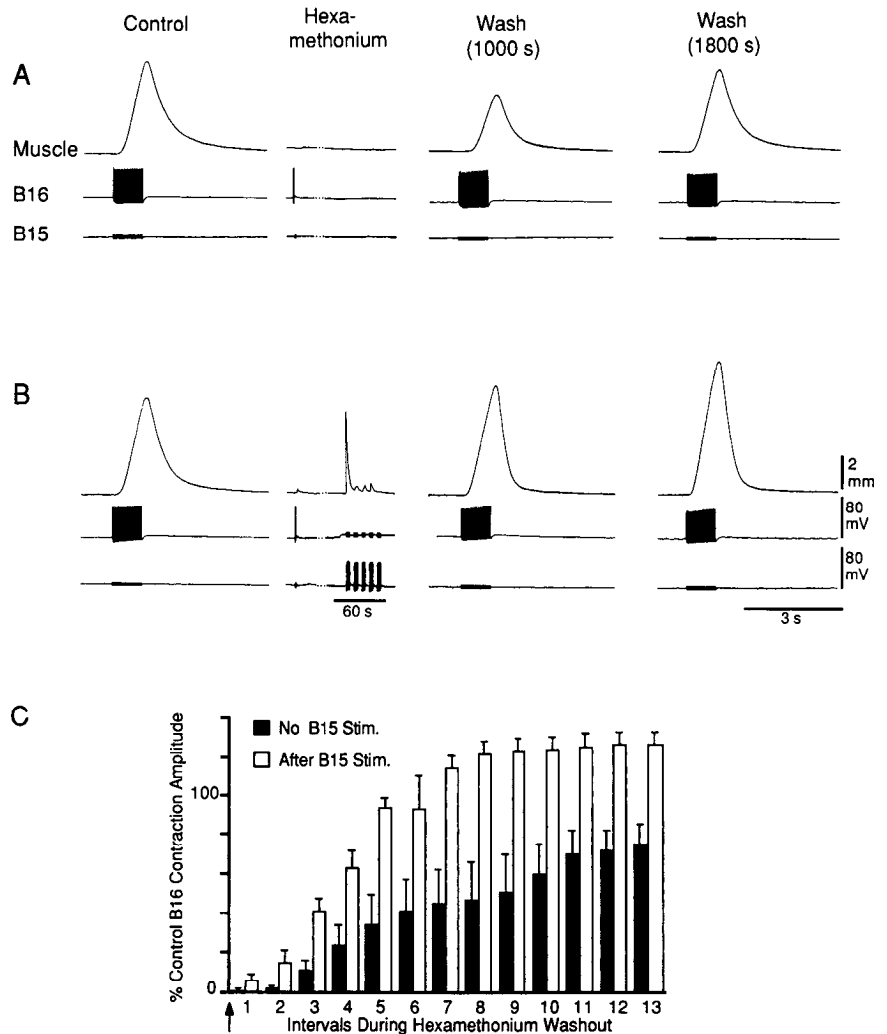 Control
Hexa-
methonium
Wash
(1000 s)
Wash
(1800 s)
A
Muscle
B16
B15
B
2
mm
80
mV
80
mV
60 s
3 s
C
No B15 Stim.
After B15 Stim.
% Control B16 Contraction Amplitude
100
0
1 2 3 4 5 6 7 8 9 10 11 12 13
Intervals During Hexamethonium Washout